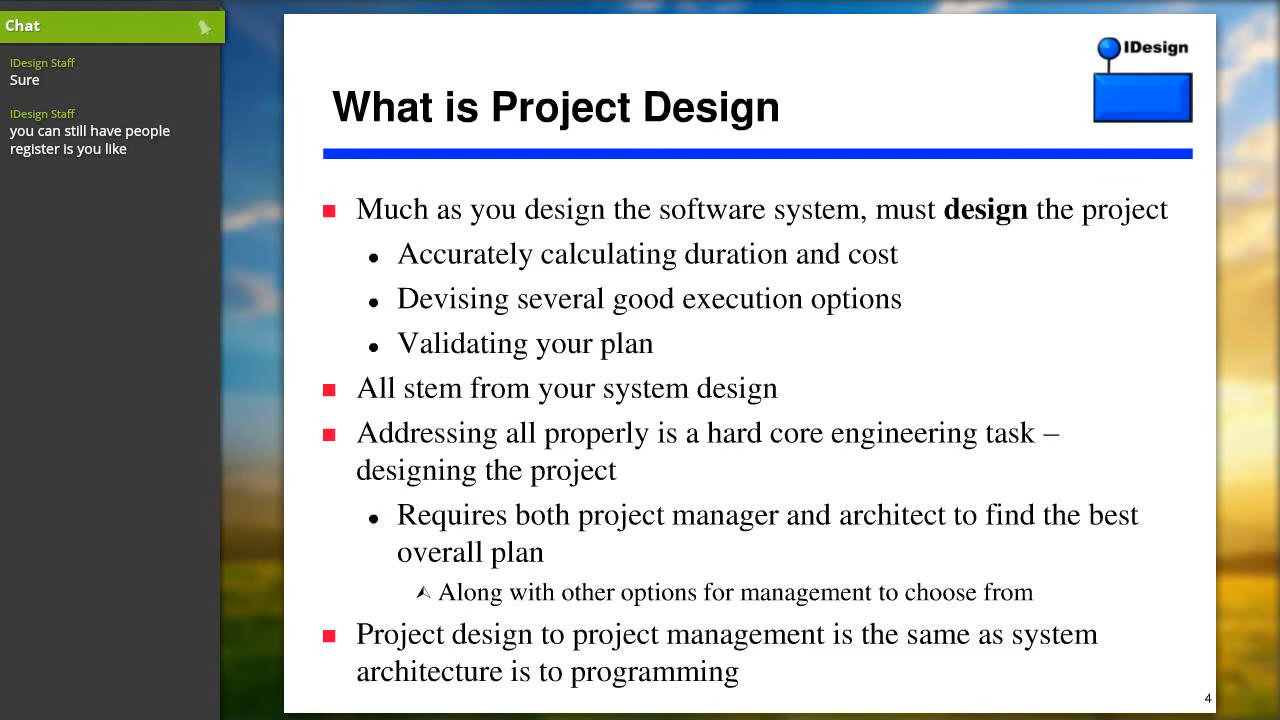 Chat
IDesign Staff
Sure
IDesign Staff
you can still have people
register is you like
IDesign
What is Project Design
Much as you design the software system, must design the project
Accurately calculating duration and cost
Devising several good execution options
Validating your plan
All stem from your system design
Addressing all properly is a hard core engineering task –
designing the project
Requires both project manager and architect to find the best
overall plan
Along with other options for management to choose from
Project design to project management is the same as system
architecture is to programming
4